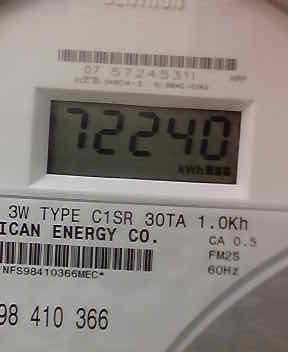 CENTRON
07 57245311
72240
kWh
3W TYPE C1SR 30TA 1.0Kh
ICAN ENERGY CO.
CA 0.5
FM2S
60Hz
NFS98410366MEC*
98 410 366